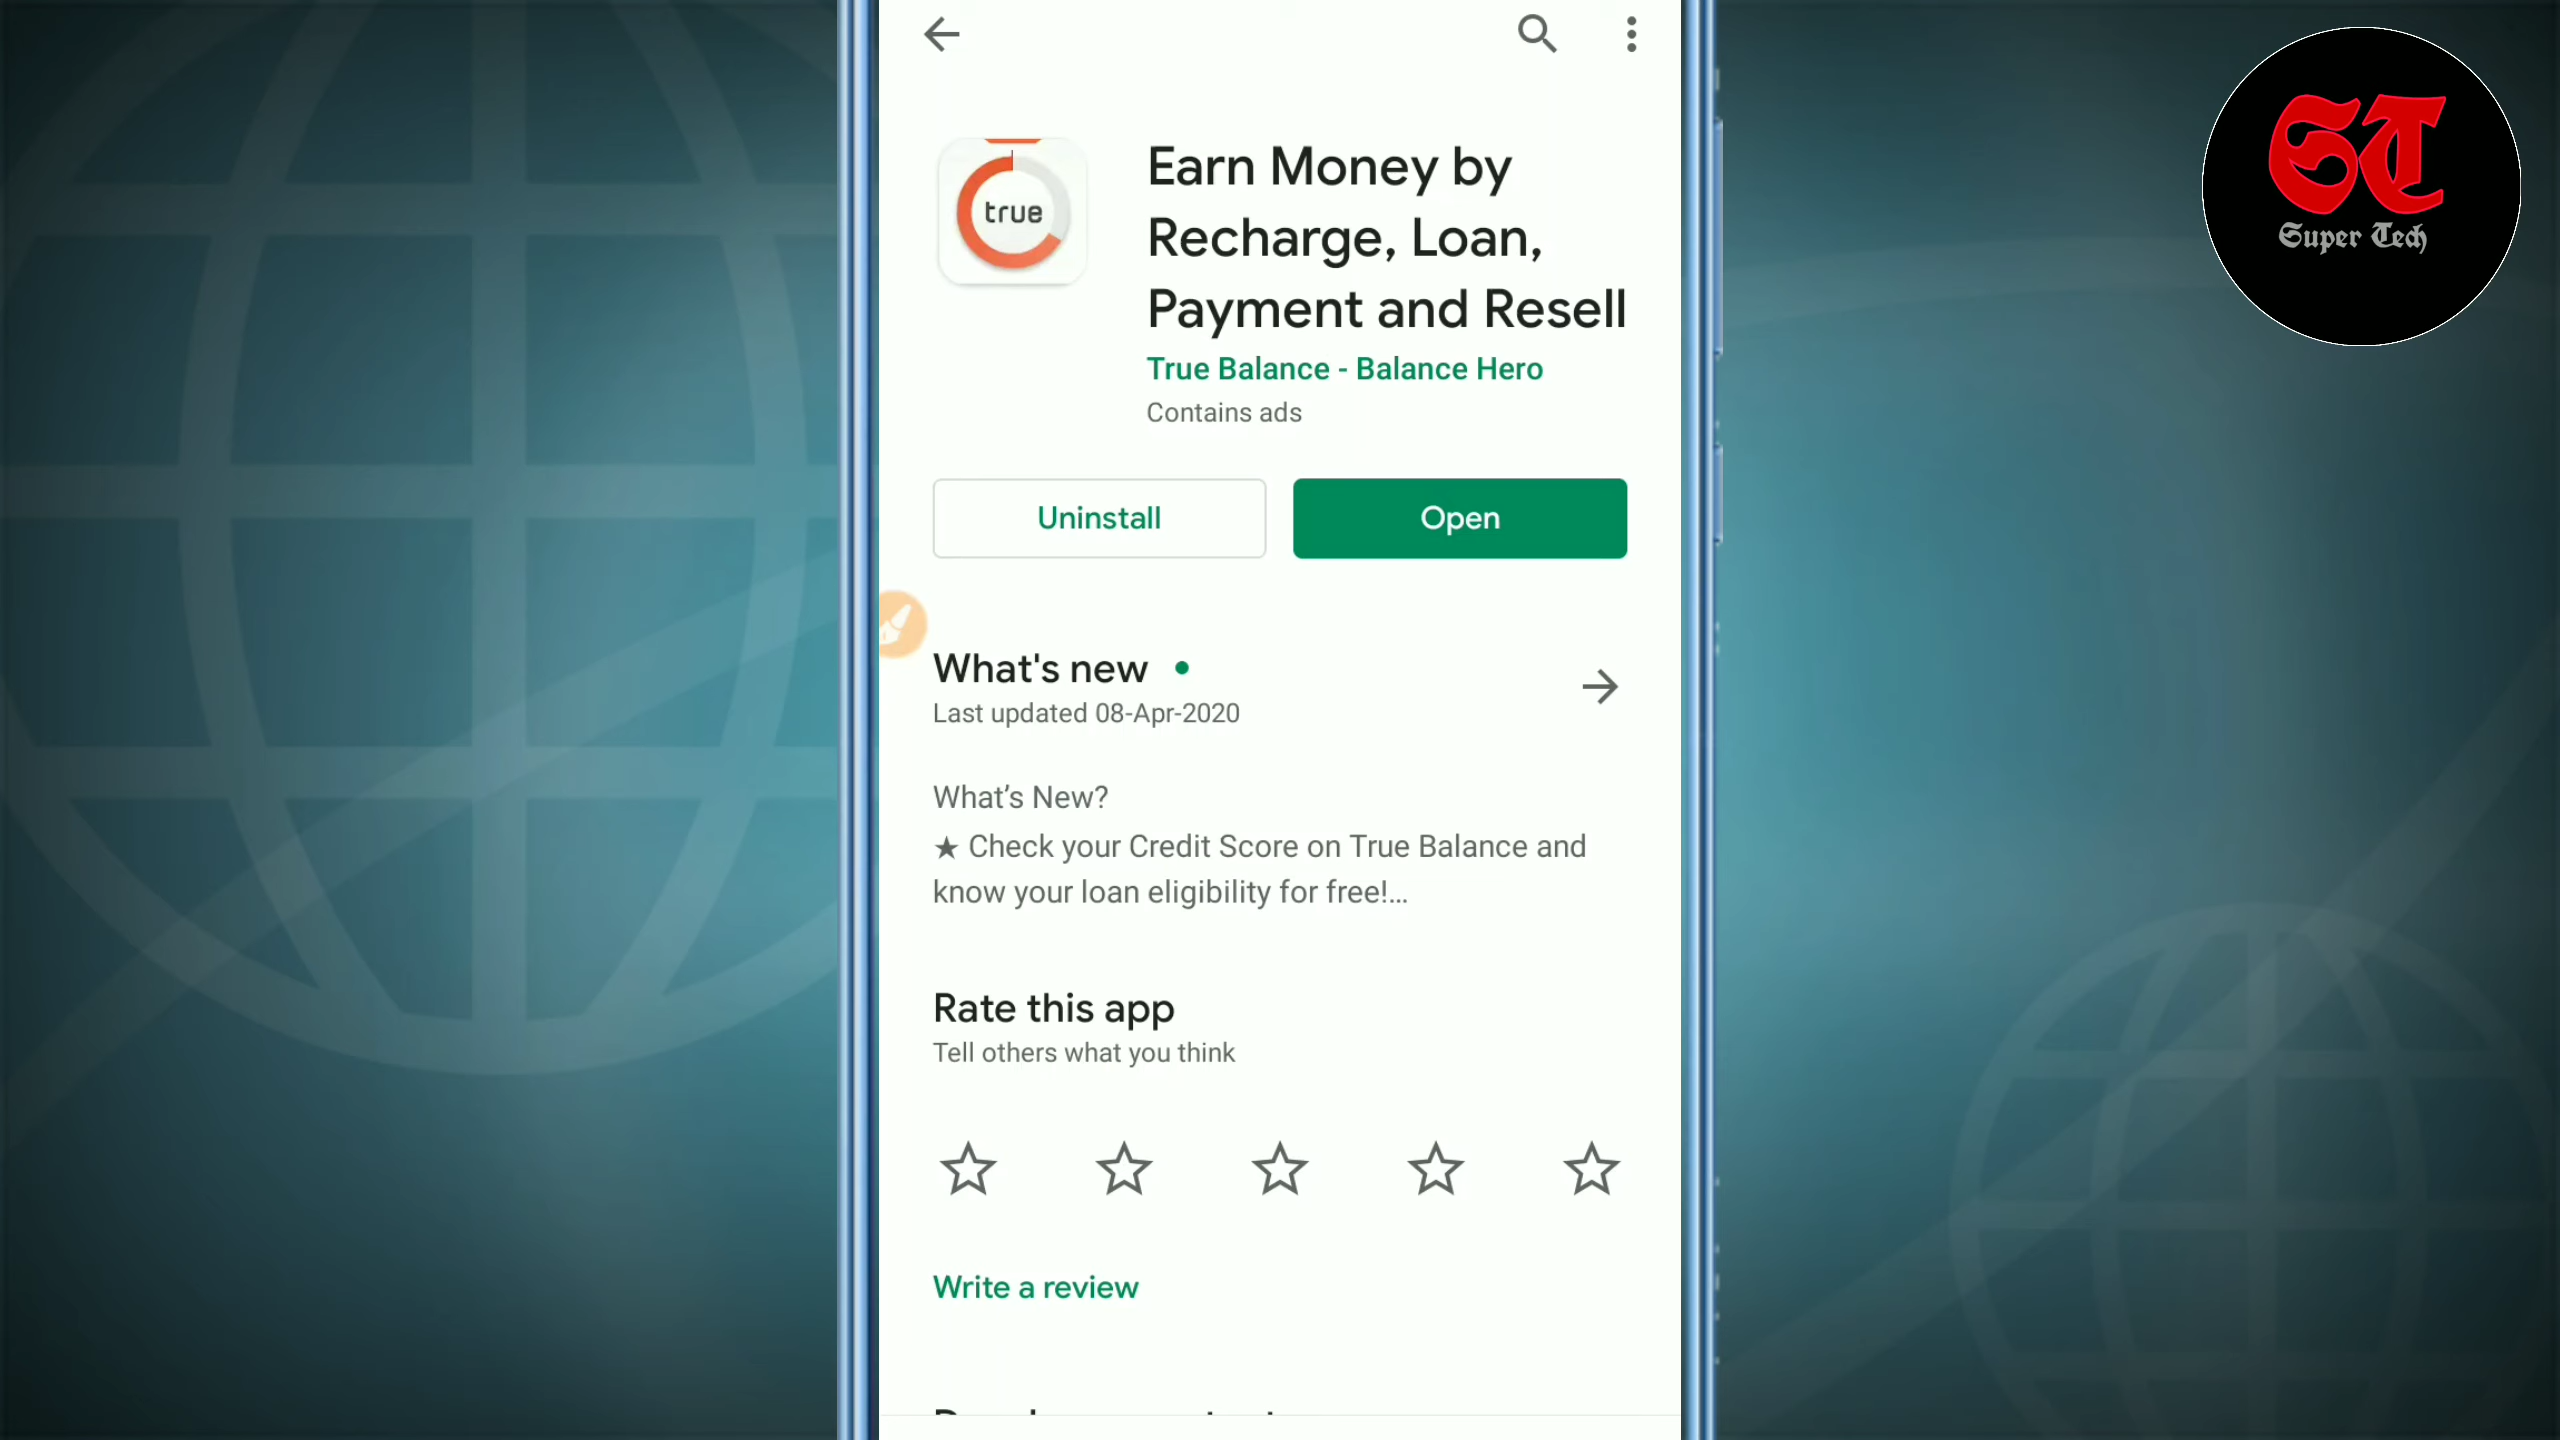 ST
Super Tech
true
Earn Money by
Recharge, Loan,
Payment and Resell
True Balance - Balance Hero
Contains ads
Uninstall
Open
What's new
Last updated 08-Apr-2020
What's New?
★ Check your Credit Score on True Balance and
know your loan eligibility for free!...
Rate this app
Tell others what you think
Write a review